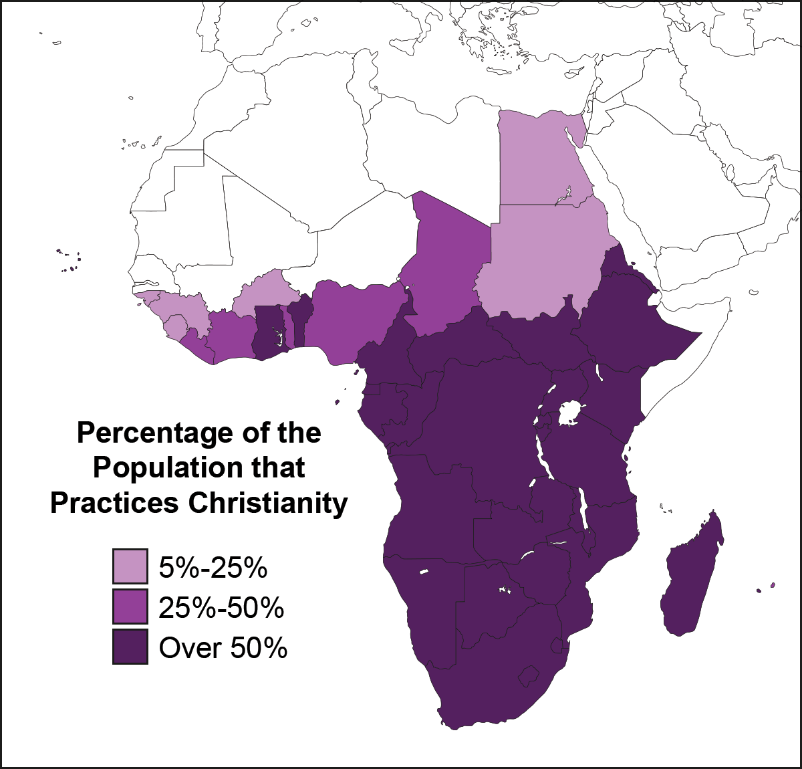 Percentage of the
Population that
Practices Christianity
5%-25%
25%-50%
Over 50%